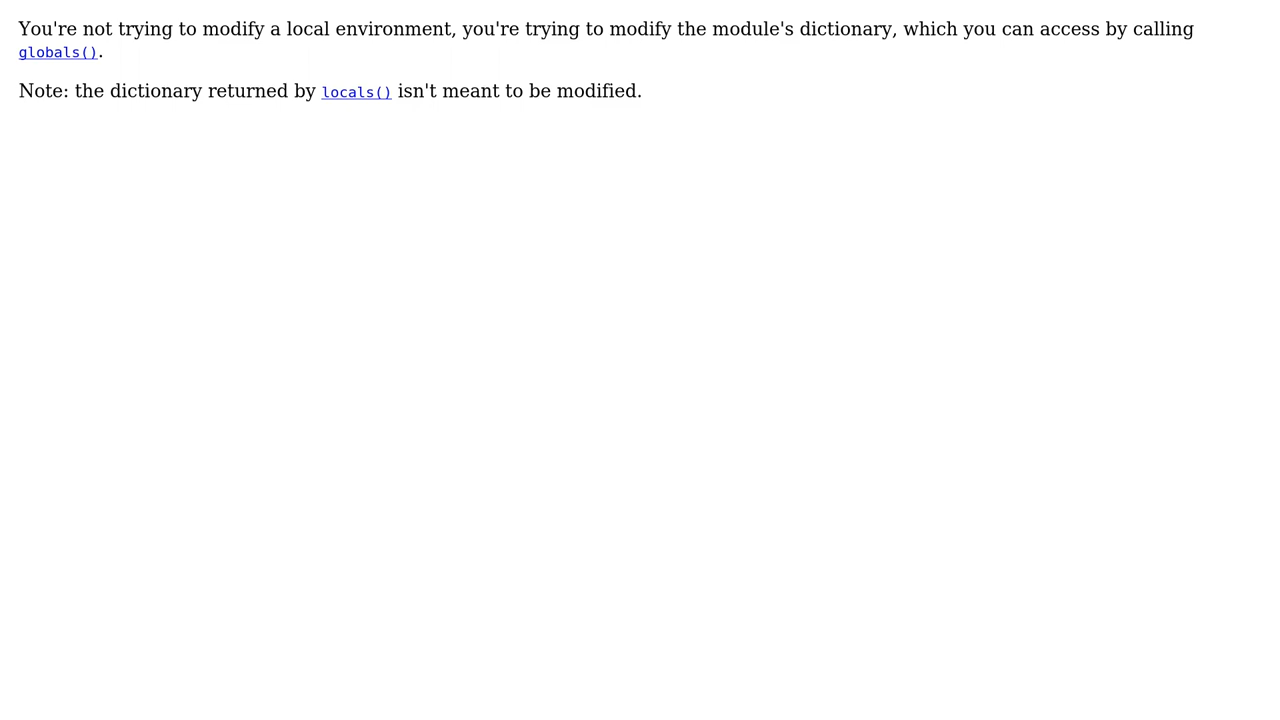 You're not trying to modify a local environment, you're trying to modify the module's dictionary, which you can access by calling
globals().
Note: the dictionary returned by locals() isn't meant to be modified.